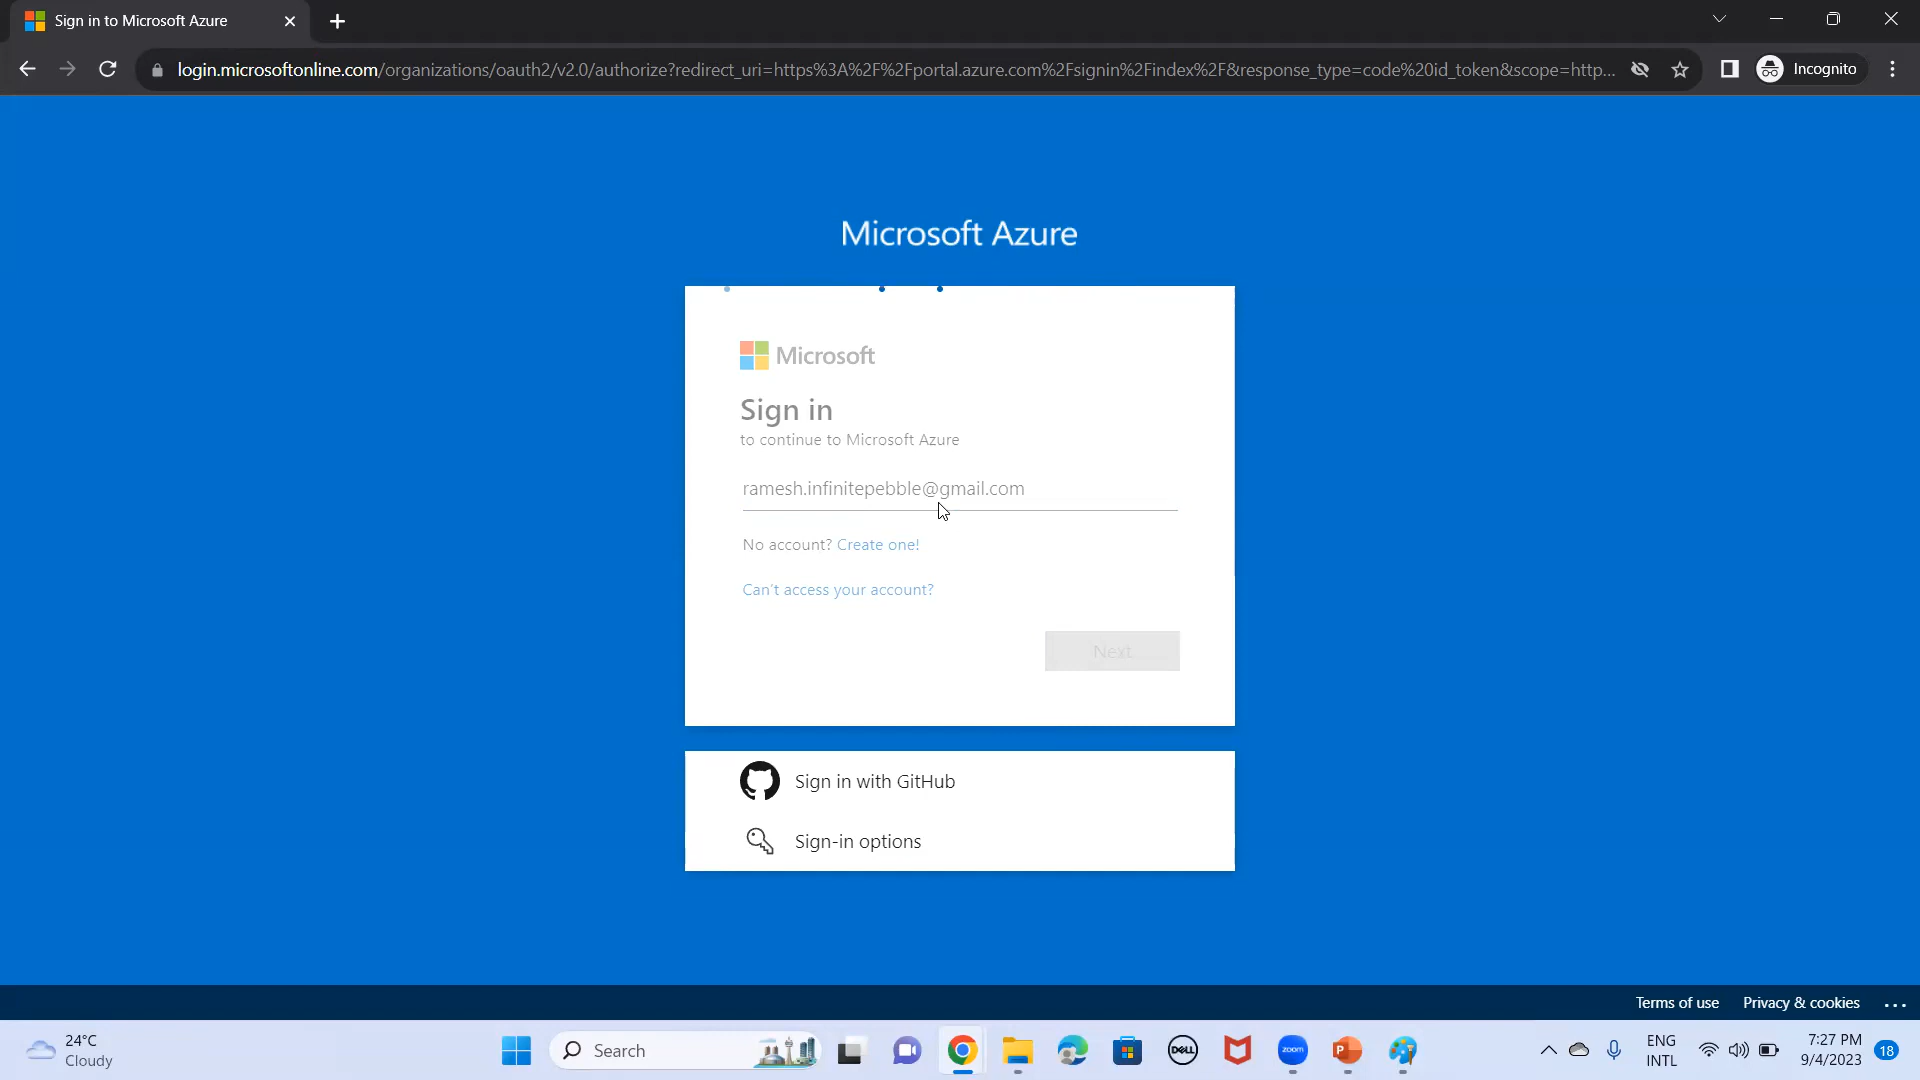 Sign in to Microsoft Azure
login.microsoftonline.com/organizations/oauth2/v2.0/authorize?redirect_uri=https%3A%2F%2Fportal.azure.com%2Fsignin%2Findex%2F&response_type=code%20id_token&scope=http...
Incognito
Microsoft Azure
Microsoft
Sign in
to continue to Microsoft Azure
ramesh.infinitepebble@gmail.com
No account? Create one!
Can't access your account?
Next
Sign in with GitHub
Sign-in options
Terms of use
Privacy & cookies
...
24°C
Cloudy
Search
DELL
zoom
P
ENG
INTL
7:27 PM
9/4/2023
18